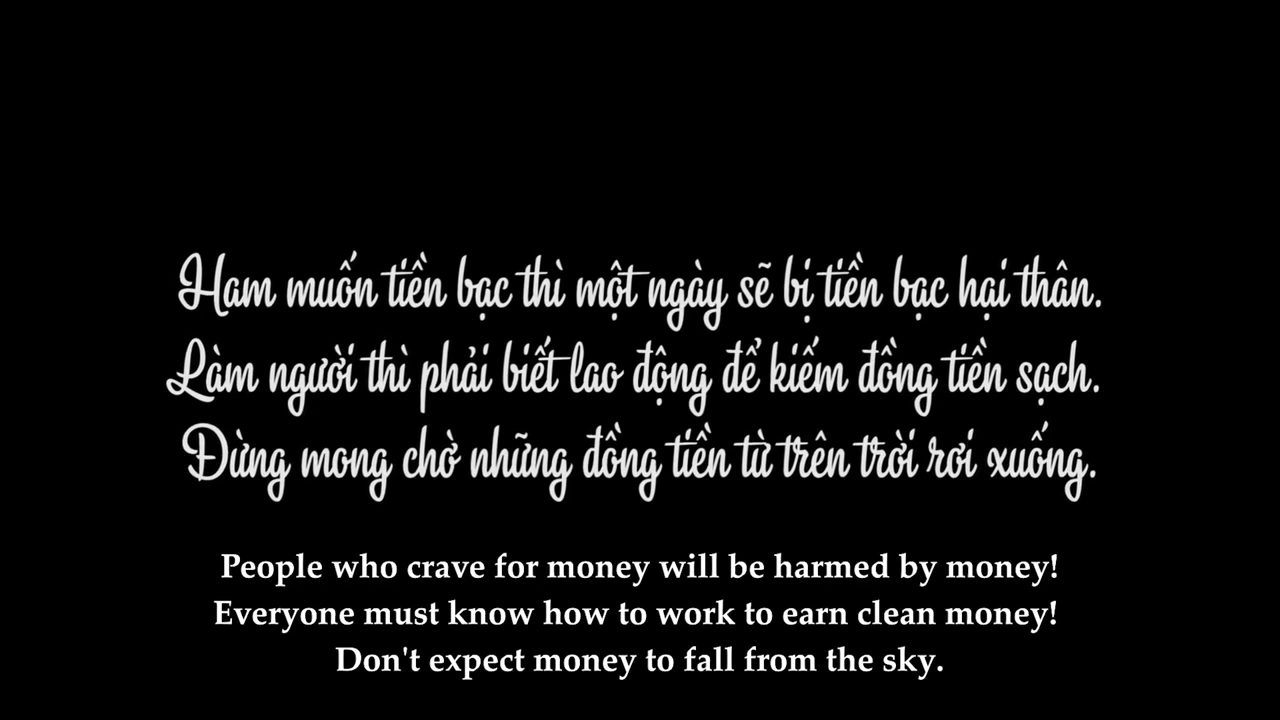 Ham muốn tiền bạc thì một ngày sẽ bị tiền bạc hại thân.
Làm người thì phải biết lao động để kiếm đồng tiền sạch.
Đừng mong chờ những đồng tiền từ trên trời rơi xuống.
People who crave for money will be harmed by money!
Everyone must know how to work to earn clean money!
Don't expect money to fall from the sky.